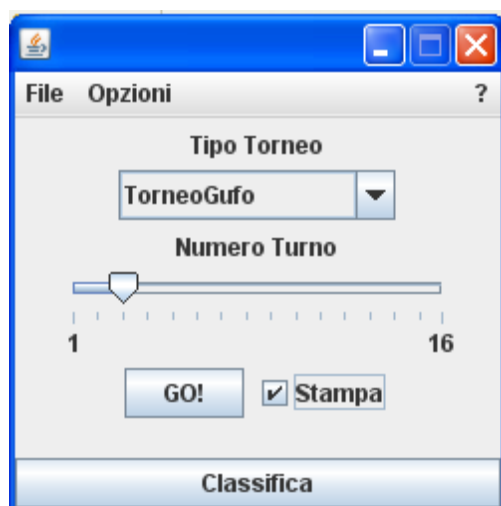 File Opzioni ?
Tipo Torneo
TorneoGufo
Numero Turno
1 16
GO! Stampa
Classifica